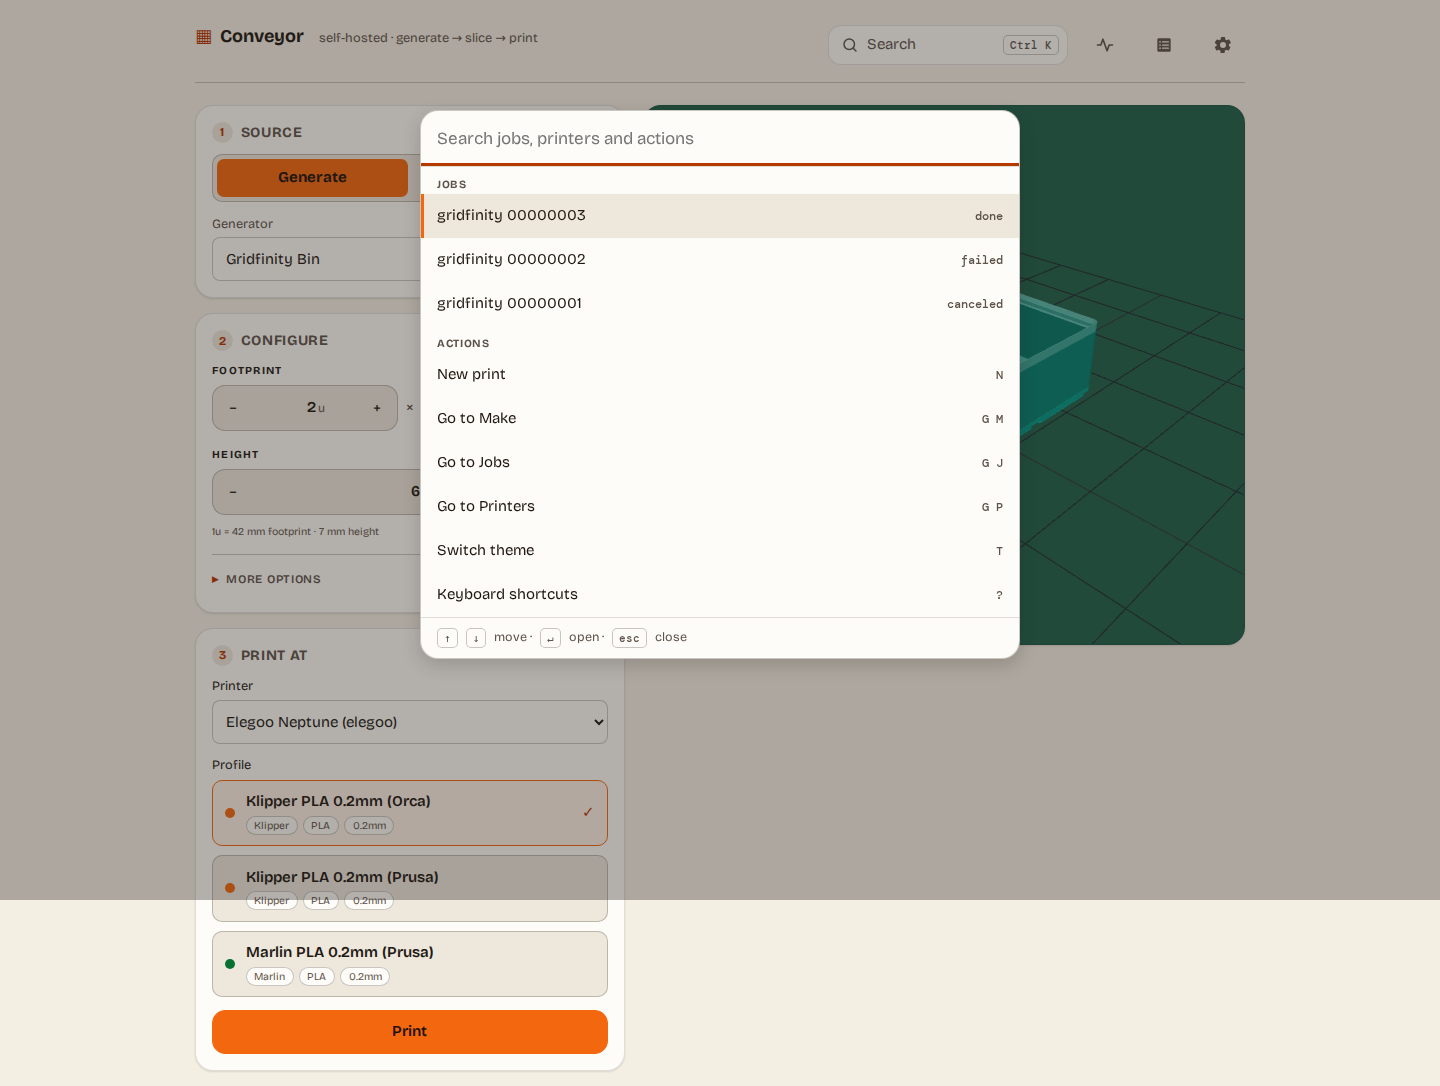 Conveyor self-hosted · generate → slice → print
Search Ctrl K
1 SOURCE
Generate
Generator
Gridfinity Bin
2 CONFIGURE
FOOTPRINT
− 2 u + ×
HEIGHT
− 6
1u = 42 mm footprint · 7 mm height
▸ MORE OPTIONS
3 PRINT AT
Printer
Elegoo Neptune (elegoo)
Profile
Klipper PLA 0.2mm (Orca) ✓
Klipper PLA 0.2mm
Klipper PLA 0.2mm (Prusa)
Klipper PLA 0.2mm
Marlin PLA 0.2mm (Prusa)
Marlin PLA 0.2mm
Print
Search jobs, printers and actions
JOBS
gridfinity 00000003 done
gridfinity 00000002 failed
gridfinity 00000001 canceled
ACTIONS
New print N
Go to Make G M
Go to Jobs G J
Go to Printers G P
Switch theme T
Keyboard shortcuts ?
↑ ↓ move · ↵ open · esc close